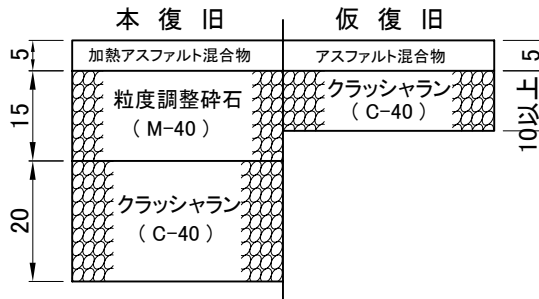 本復旧
仮復旧
5
加熱アスファルト混合物
アスファルト混合物
5
15
粒度調整砕石
( M-40 )
クラッシャラン
( C-40 )
10以上
20
クラッシャラン
( C-40 )